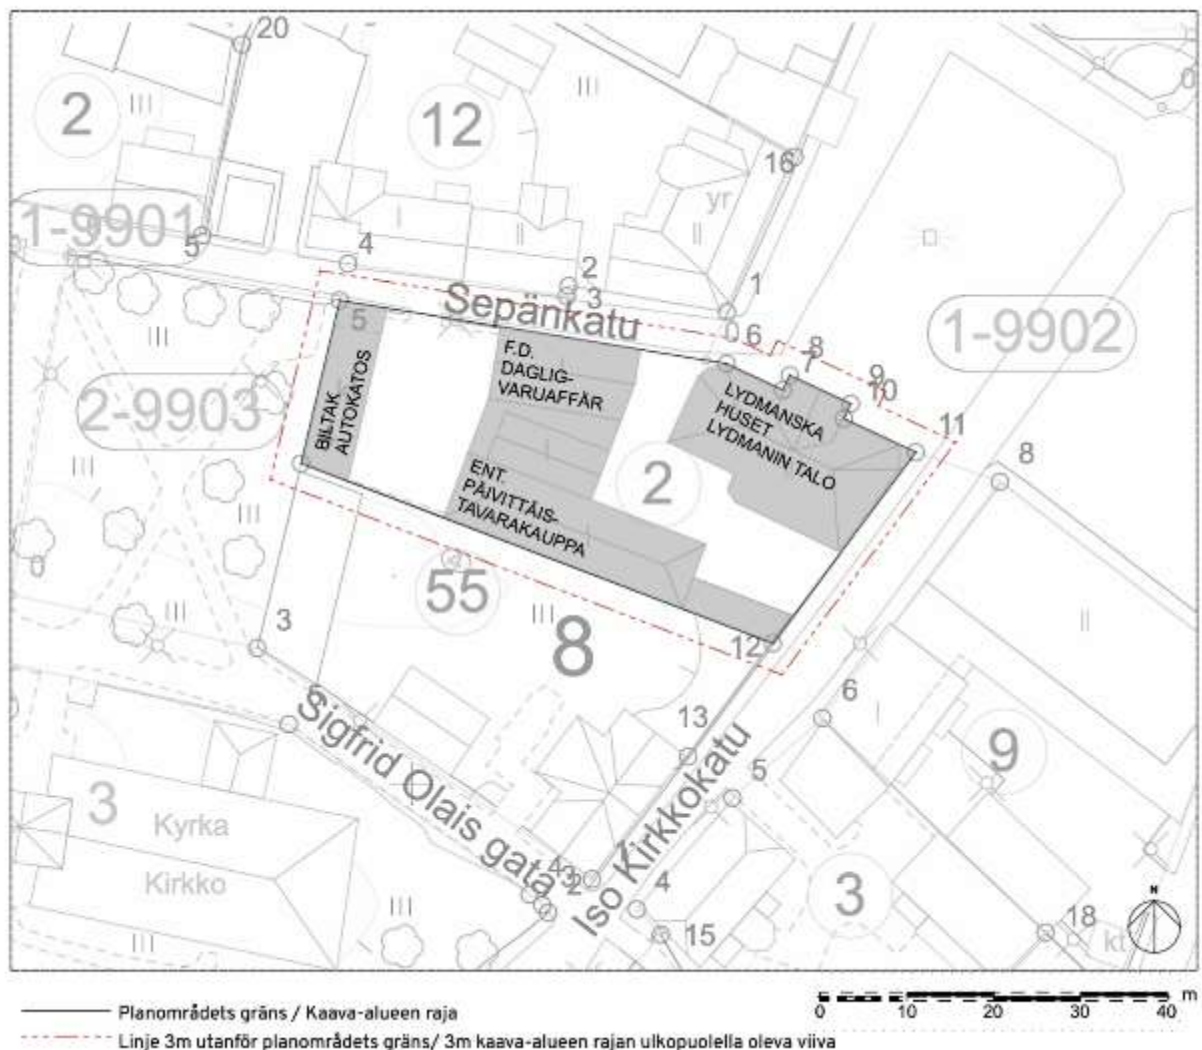 20
2
III
12
III
16
yr
1-9901
II
5
4
I
II
II
2
3
1
Sepänkatu
6
8
7
9
10
1-9902
5
F.D.
DAGLIG-
VARUAFFÄR
I
LYDMANSKA
HUSET
LYDMANIN TALO
11
8
BILTAK
AUTOKATOS
III
2-9903
III
I
2
ENT.
PÄIVITTÄIS-
TAVARAKAUPPA
I
III
55
III
8
III
3
12
II
13
6
I
9
Sigfrid Olais gata
5
3
Kyrka
Kirkko
Iso Kirkkokatu
4
3
2
4
3
III
III
15
18
kt
N
Planområdets gräns / Kaava-alueen raja
0 10 20 30 40 m
Linje 3m utanför planområdets gräns/ 3m kaava-alueen rajan ulkopuolella oleva viiva